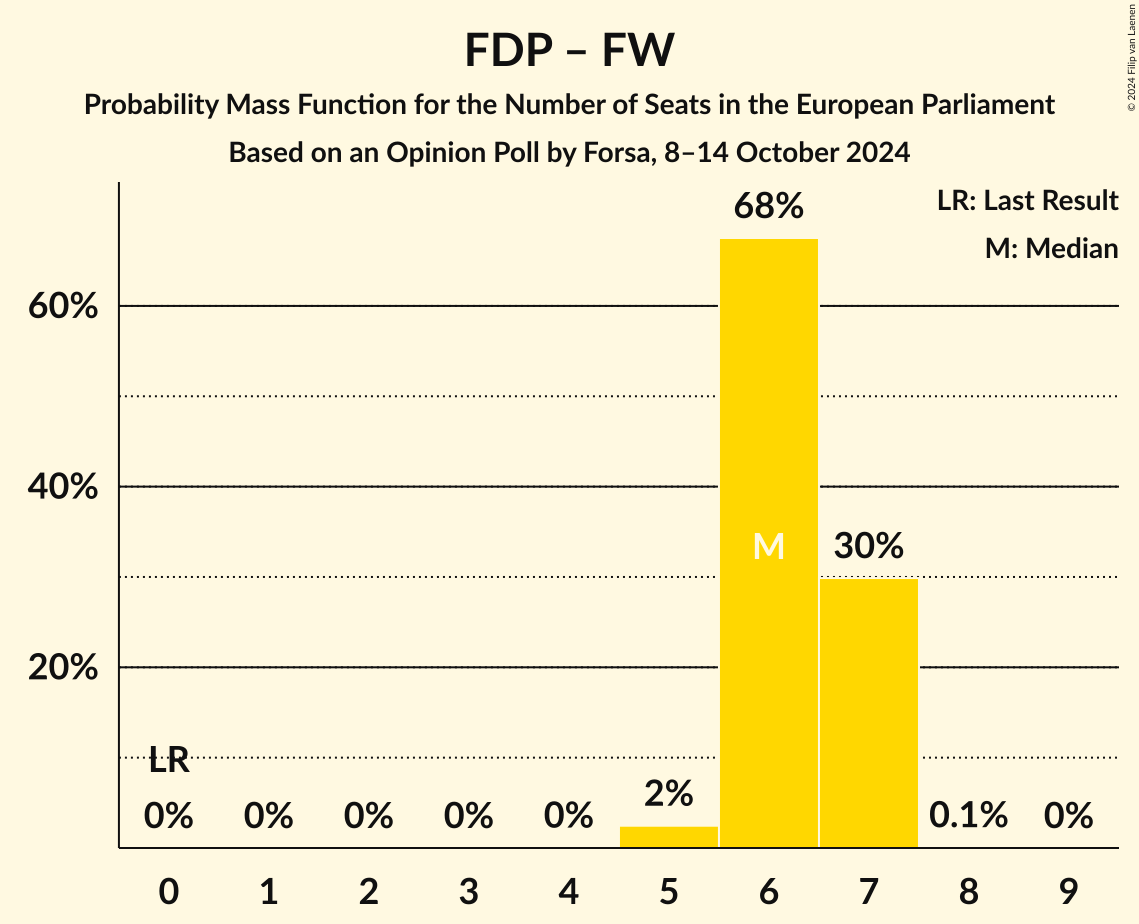 FDP – FW
Probability Mass Function for the Number of Seats in the European Parliament
Based on an Opinion Poll by Forsa, 8–14 October 2024
© 2024 Filip van Laenen
LR: Last Result
M: Median
68%
60%
40%
M
30%
20%
LR
0%
0%
0%
0%
0%
2%
0.1%
0%
0
1
2
3
4
5
6
7
8
9